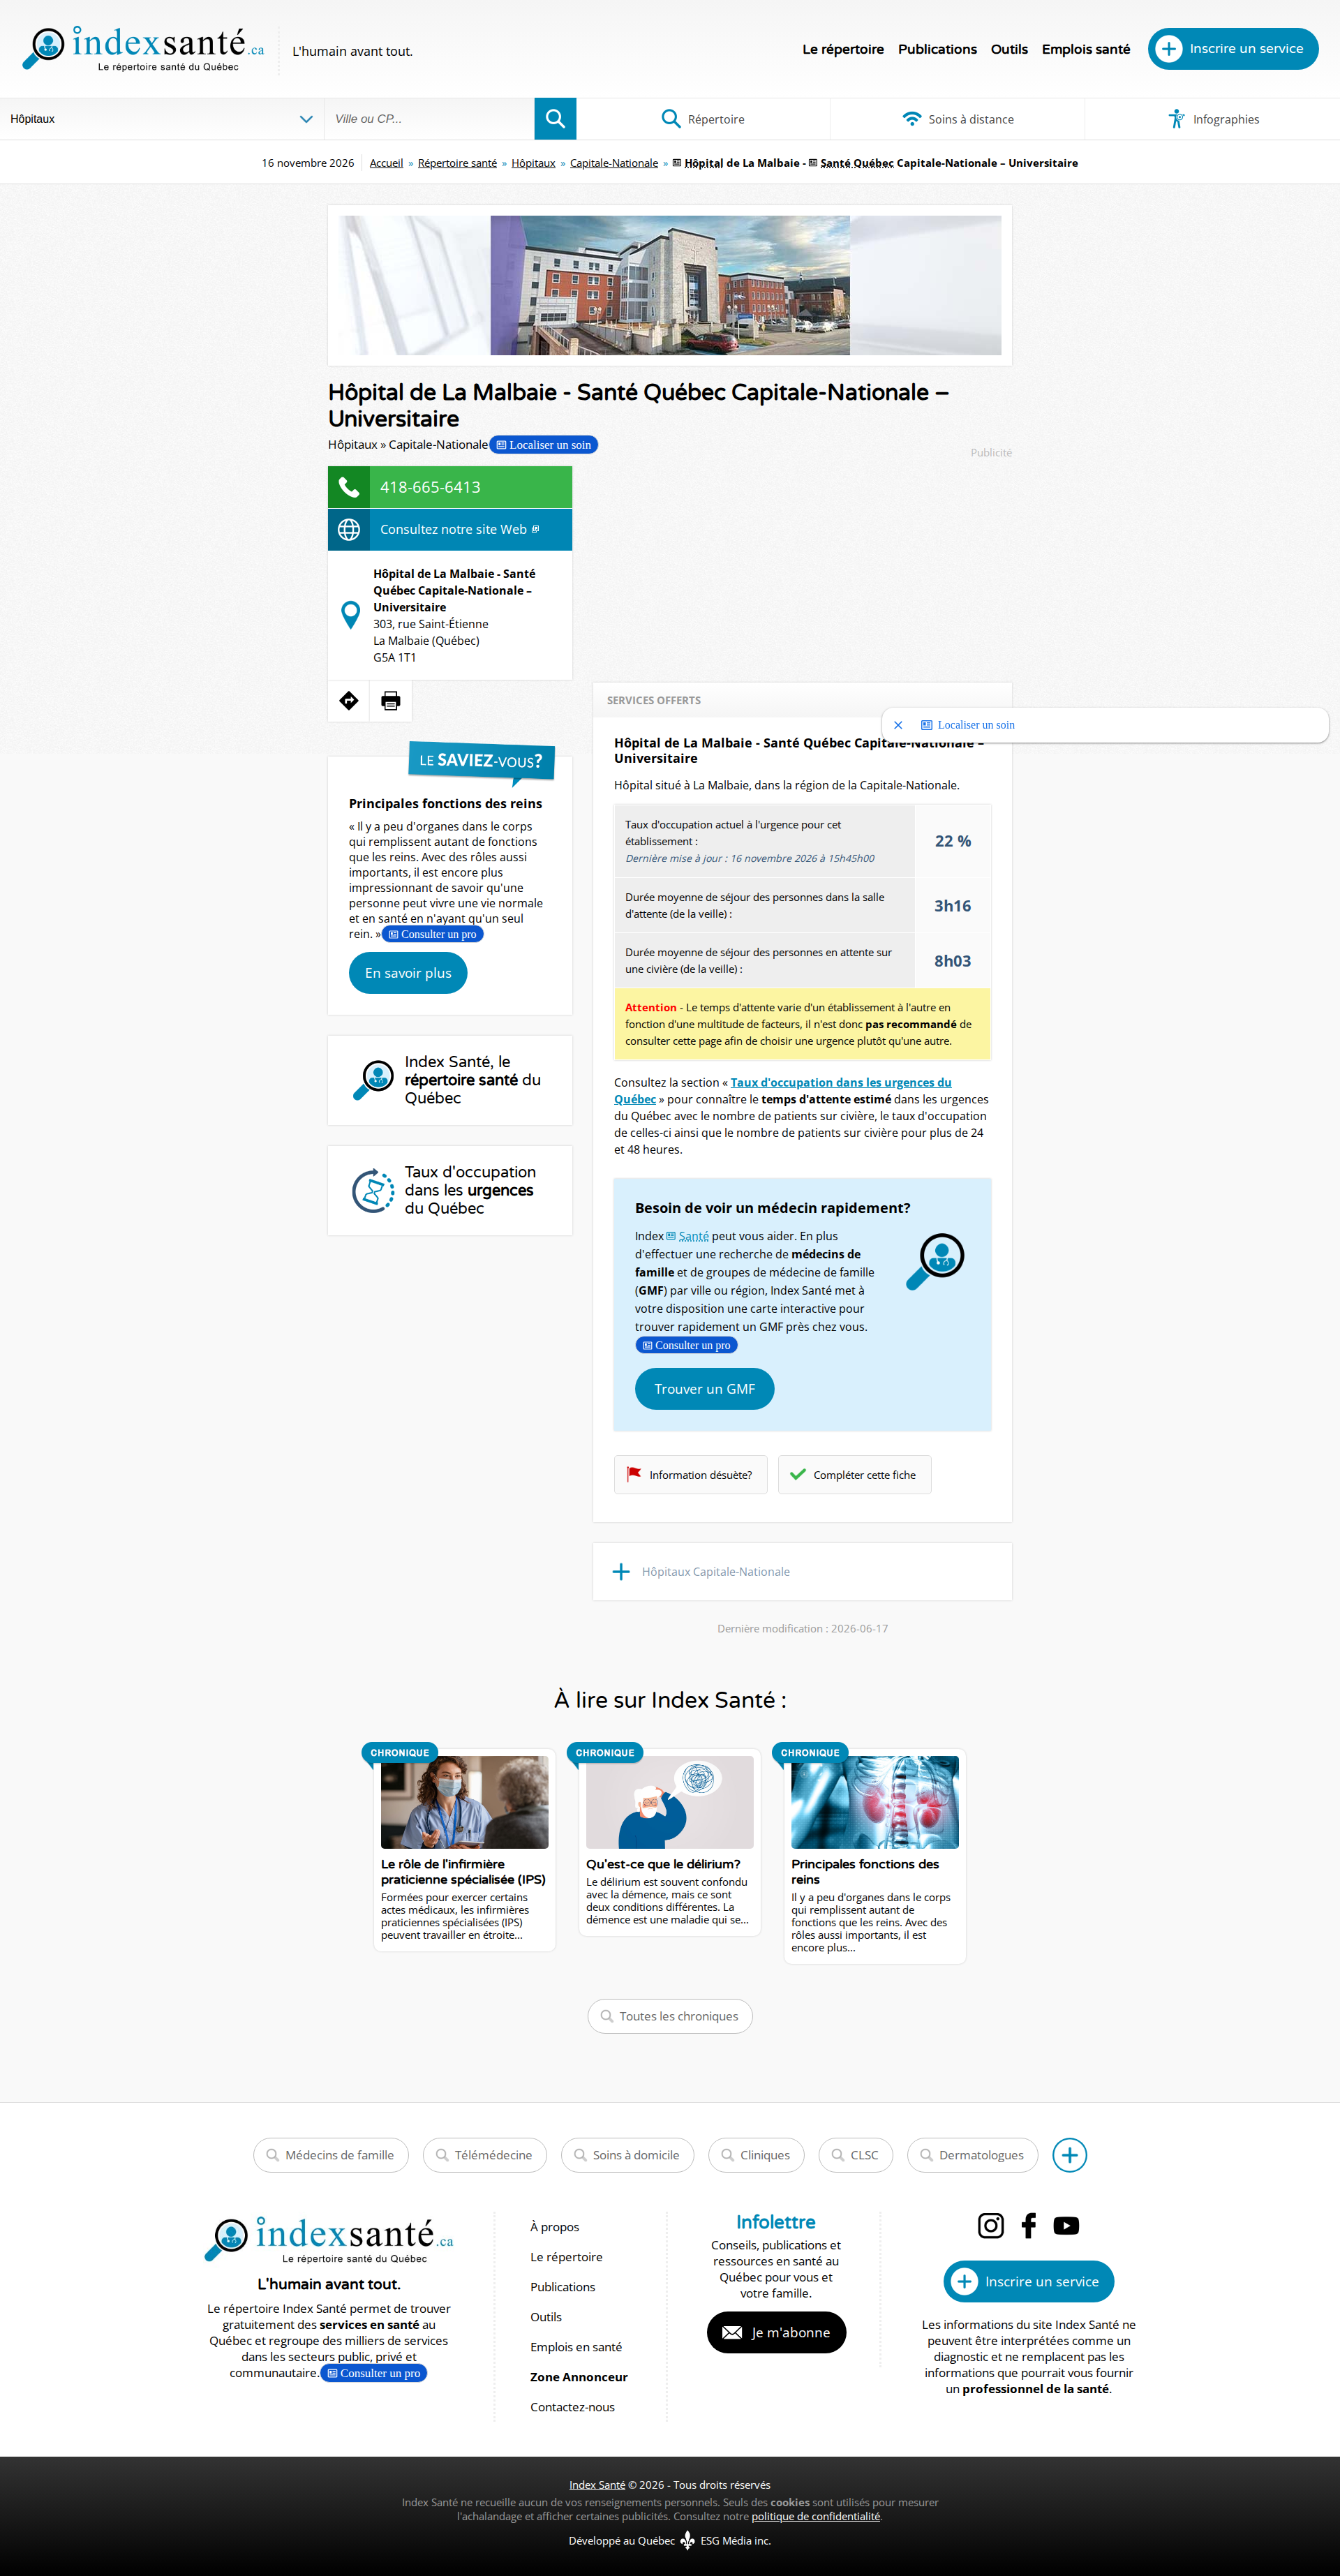 indexsanté.ca
Le répertoire santé du Québec
L'humain avant tout.
Le répertoire
Publications
Outils
Emplois santé
Inscrire un service
Hôpitaux
Ville ou CP...
Répertoire
Soins à distance
Infographies
16 novembre 2026
Accueil » Répertoire santé » Hôpitaux » Capitale-Nationale » Hôpital de La Malbaie - Santé Québec Capitale-Nationale – Universitaire
Hôpital de La Malbaie - Santé Québec Capitale-Nationale –
Universitaire
Hôpitaux » Capitale-Nationale Localiser un soin
Publicité
418-665-6413
Consultez notre site Web
Hôpital de La Malbaie - Santé
Québec Capitale-Nationale –
Universitaire
303, rue Saint-Étienne
La Malbaie (Québec)
G5A 1T1
LE SAVIEZ-VOUS?
Principales fonctions des reins
« Il y a peu d'organes dans le corps
qui remplissent autant de fonctions
que les reins. Avec des rôles aussi
importants, il est encore plus
impressionnant de savoir qu'une
personne peut vivre une vie normale
et en santé en n'ayant qu'un seul
rein. » Consulter un pro
En savoir plus
Index Santé, le
répertoire santé du
Québec
Taux d'occupation
dans les urgences
du Québec
SERVICES OFFERTS
Localiser un soin
Hôpital de La Malbaie - Santé Québec Capitale-Nationale –
Universitaire
Hôpital situé à La Malbaie, dans la région de la Capitale-Nationale.
Taux d'occupation actuel à l'urgence pour cet
établissement :
Dernière mise à jour : 16 novembre 2026 à 15h45h00
22 %
Durée moyenne de séjour des personnes dans la salle
d'attente (de la veille) :
3h16
Durée moyenne de séjour des personnes en attente sur
une civière (de la veille) :
8h03
Attention - Le temps d'attente varie d'un établissement à l'autre en
fonction d'une multitude de facteurs, il n'est donc pas recommandé de
consulter cette page afin de choisir une urgence plutôt qu'une autre.
Consultez la section « Taux d'occupation dans les urgences du
Québec » pour connaître le temps d'attente estimé dans les urgences
du Québec avec le nombre de patients sur civière, le taux d'occupation
de celles-ci ainsi que le nombre de patients sur civière pour plus de 24
et 48 heures.
Besoin de voir un médecin rapidement?
Index Santé peut vous aider. En plus
d'effectuer une recherche de médecins de
famille et de groupes de médecine de famille
(GMF) par ville ou région, Index Santé met à
votre disposition une carte interactive pour
trouver rapidement un GMF près chez vous.
Consulter un pro
Trouver un GMF
Information désuète?
Compléter cette fiche
Hôpitaux Capitale-Nationale
Dernière modification : 2026-06-17
À lire sur Index Santé :
CHRONIQUE
Le rôle de l'infirmière
praticienne spécialisée (IPS)
Formées pour exercer certains
actes médicaux, les infirmières
praticiennes spécialisées (IPS)
peuvent travailler en étroite...
CHRONIQUE
Qu'est-ce que le délirium?
Le délirium est souvent confondu
avec la démence, mais ce sont
deux conditions différentes. La
démence est une maladie qui se...
CHRONIQUE
Principales fonctions des
reins
Il y a peu d'organes dans le corps
qui remplissent autant de
fonctions que les reins. Avec des
rôles aussi importants, il est
encore plus...
Toutes les chroniques
Médecins de famille
Télémédecine
Soins à domicile
Cliniques
CLSC
Dermatologues
indexsanté.ca
Le répertoire santé du Québec
L'humain avant tout.
Le répertoire Index Santé permet de trouver
gratuitement des services en santé au
Québec et regroupe des milliers de services
dans les secteurs public, privé et
communautaire. Consulter un pro
À propos
Le répertoire
Publications
Outils
Emplois en santé
Zone Annonceur
Contactez-nous
Infolettre
Conseils, publications et
ressources en santé au
Québec pour vous et
votre famille.
Je m'abonne
Inscrire un service
Les informations du site Index Santé ne
peuvent être interprétées comme un
diagnostic et ne remplacent pas les
informations que pourrait vous fournir
un professionnel de la santé.
Index Santé © 2026 - Tous droits réservés
Index Santé ne recueille aucun de vos renseignements personnels. Seuls des cookies sont utilisés pour mesurer
l'achalandage et afficher certaines publicités. Consultez notre politique de confidentialité.
Développé au Québec ESG Média inc.